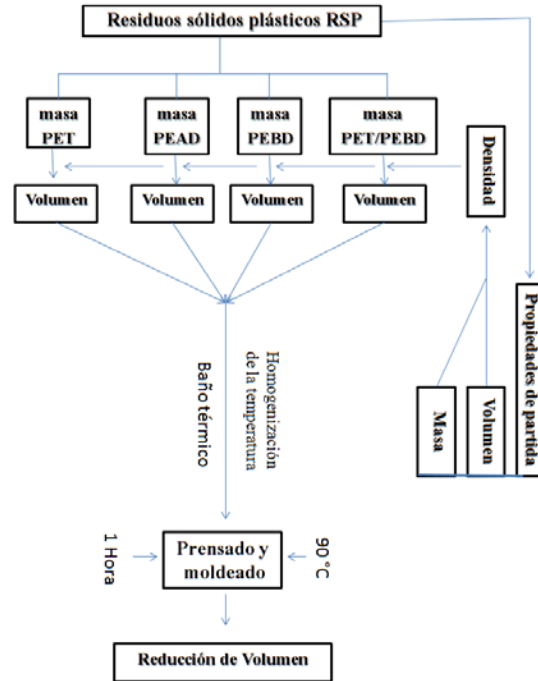 Residuos sólidos plásticos RSP
masa
PET
masa
PEAD
masa
PEBD
masa
PET/PEBD
Densidad
Volumen
Volumen
Volumen
Volumen
Propiedades de partida
Masa
Volumen
Baño térmico
Homogenización
de la temperatura
1 Hora
Prensado y
moldeado
90 °C
Reducción de Volumen